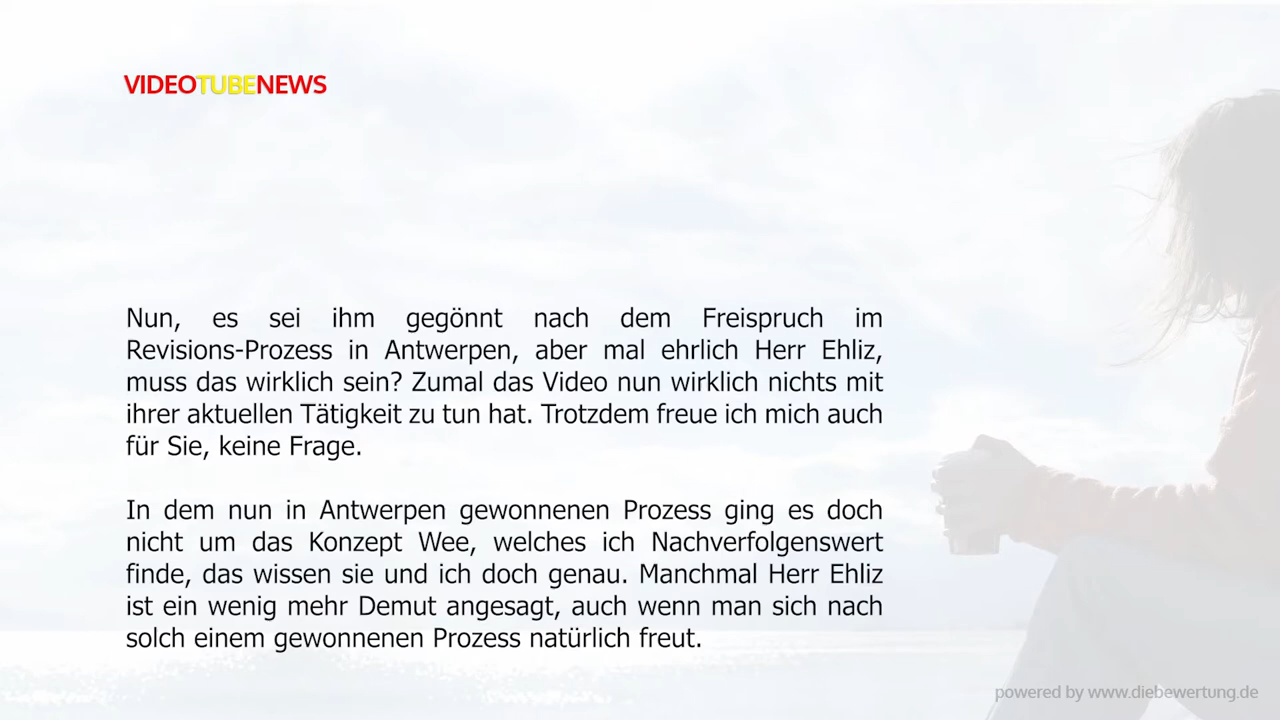 VIDEOTUBENEWS
Nun, es sei ihm gegönnt nach dem Freispruch im
Revisions-Prozess in Antwerpen, aber mal ehrlich Herr Ehliz,
muss das wirklich sein? Zumal das Video nun wirklich nichts mit
ihrer aktuellen Tätigkeit zu tun hat. Trotzdem freue ich mich auch
für Sie, keine Frage.
In dem nun in Antwerpen gewonnenen Prozess ging es doch
nicht um das Konzept Wee, welches ich Nachverfolgenswert
finde, das wissen sie und ich doch genau. Manchmal Herr Ehliz
ist ein wenig mehr Demut angesagt, auch wenn man sich nach
solch einem gewonnenen Prozess natürlich freut.
powered by www.diebewertung.de